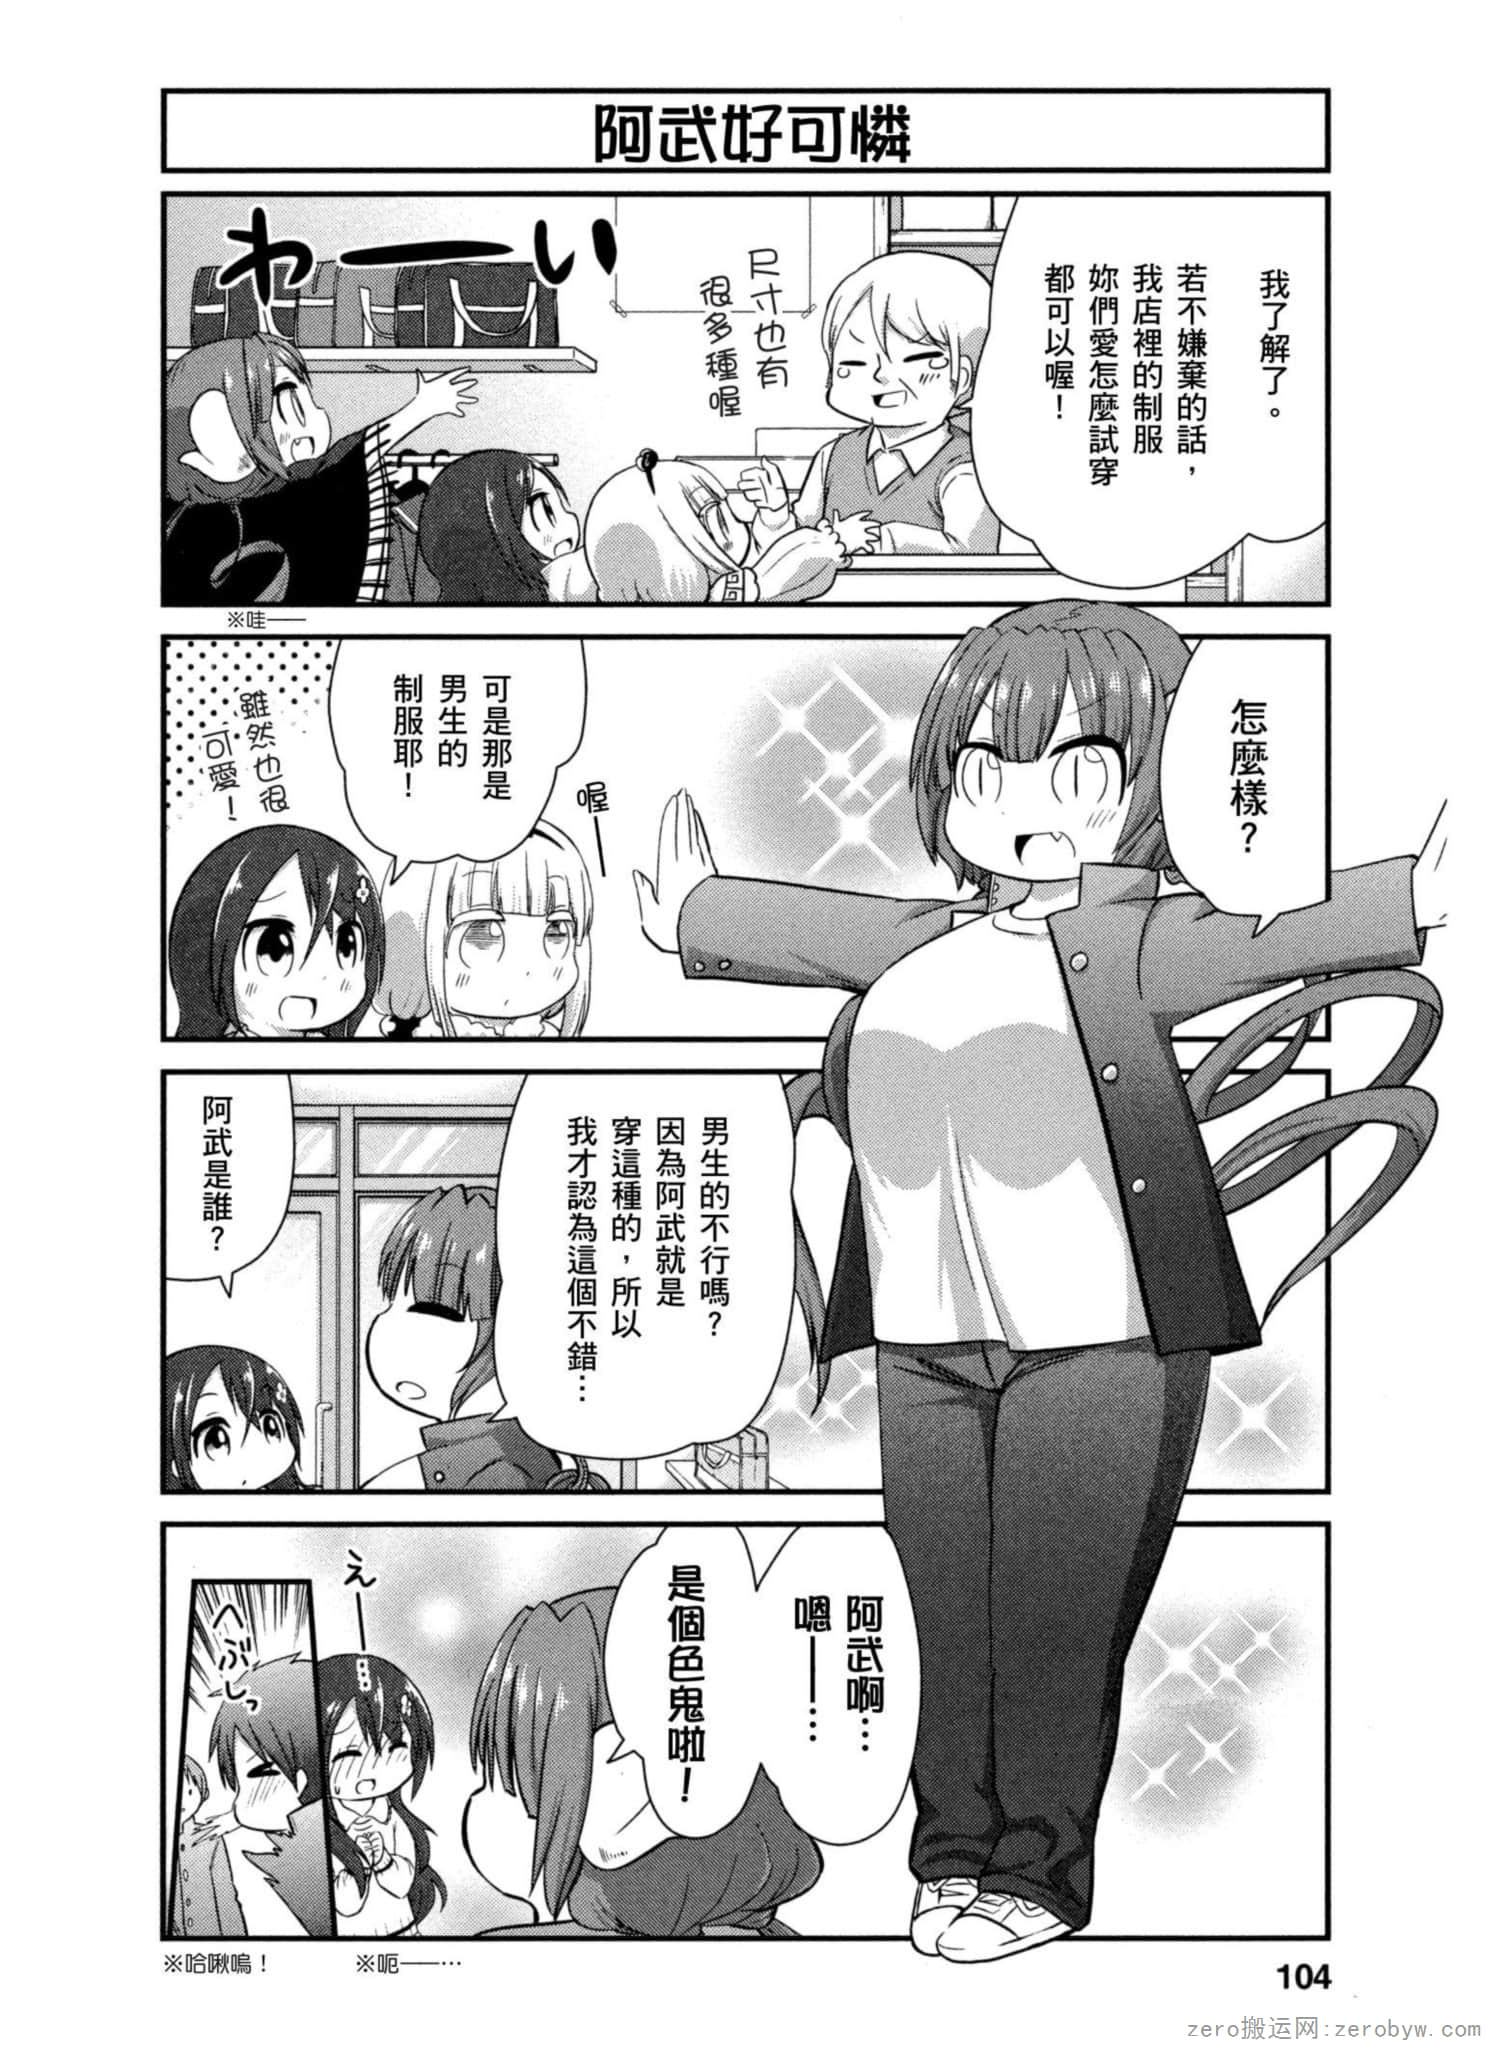 阿武好可憐
我了解了。
若不嫌棄的話，
我店裡的制服
妳們愛怎麼試穿
都可以喔！
尺寸也有
很多種喔
わーい
※哇——
怎麼樣？
喔—
可是那是
男生的
制服耶！
雖然也很
可愛！
男生的不行嗎？
因為阿武就是
穿這種的，所以
我才認為這個不錯…
阿武是誰？
阿武啊…
嗯——…
是個色鬼啦！
え——…
へぶしっ
※呃——…
※哈啾嗚！
104
zero搬运网:zerobyw.com